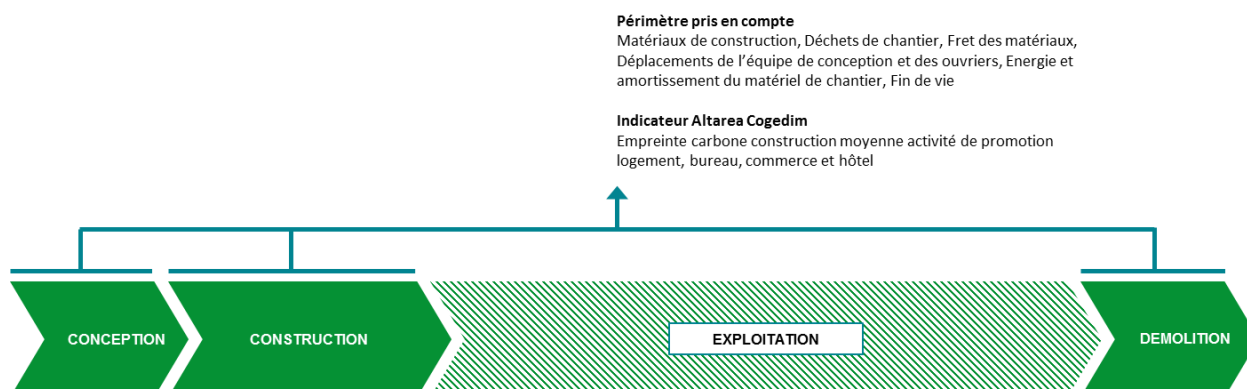 Périmètre pris en compte
Matériaux de construction, Déchets de chantier, Fret des matériaux,
Déplacements de l'équipe de conception et des ouvriers, Energie et
amortissement du matériel de chantier, Fin de vie
Indicateur Altarea Cogedim
Empreinte carbone construction moyenne activité de promotion
logement, bureau, commerce et hôtel
CONCEPTION
CONSTRUCTION
EXPLOITATION
DEMOLITION